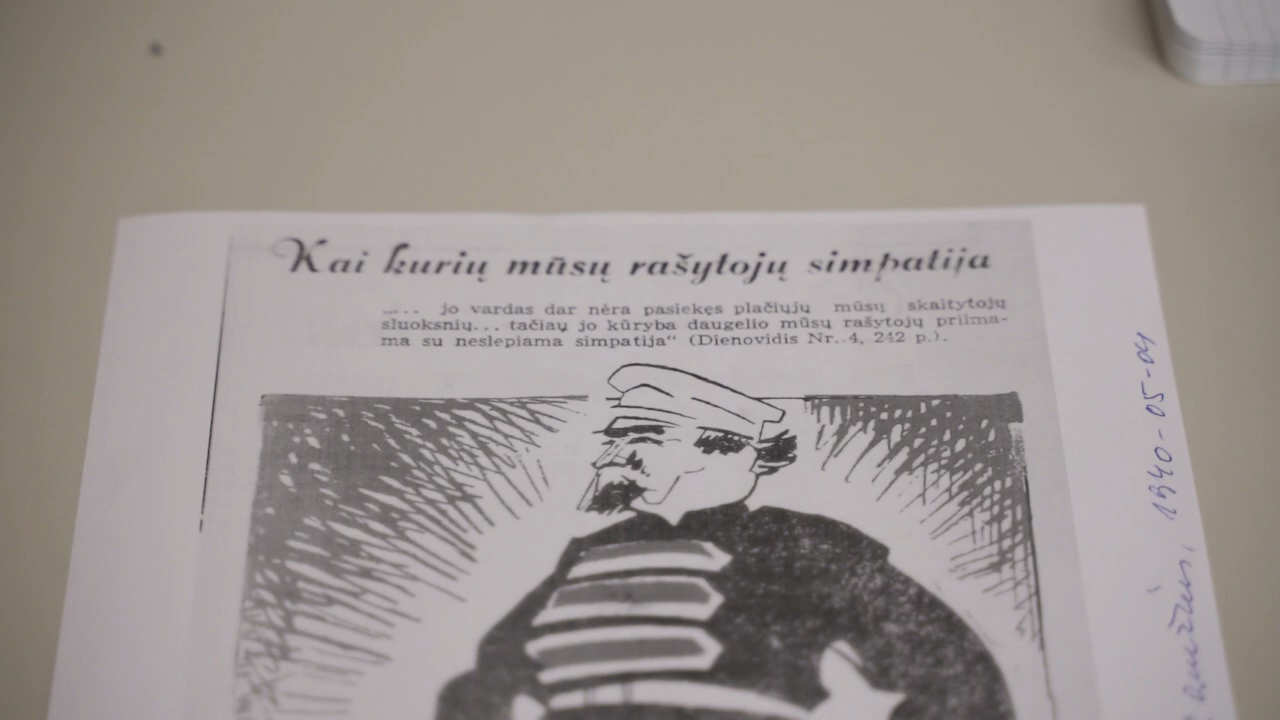 Kai kurių mūsų rašytojų simpatija
„... jo vardas dar nėra pasiekęs plačiųjų mūsų skaitytojų
sluoksnių... tačiau jo kūryba daugelio mūsų rašytojų priima-
ma su neslepiama simpatija“ (Dienovidis Nr. 4, 242 p.).
1940-05-04